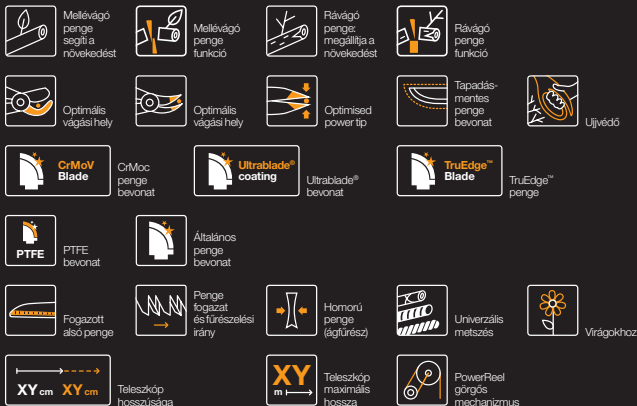 Mellévágó
penge
segíti a
növekedést
Mellévágó
penge
funkció
Rávágó
penge:
megállítja a
növekedést
Rávágó
penge
funkció
Optimális
vágási hely
Optimális
vágási hely
Optimised
power tip
Tapadás-
mentes
penge
bevonat
Ujjvédő
CrMoV
Blade
CrMoc
penge
bevonat
Ultrablade®
coating
Ultrablade®
bevonat
TruEdge™
Blade
TruEdge™
penge
PTFE
PTFE
bevonat
Általános
penge
bevonat
Fogazott
alsó penge
Penge
fogazat
és fűrészelési
irány
Homorú
penge
(ágfűrész)
Univerzális
metszés
Virágokhoz
XY cm XY cm
Teleszkóp
hosszúsága
XY
m
Teleszkóp
maximális
hossza
PowerReel
görgős
mechanizmus